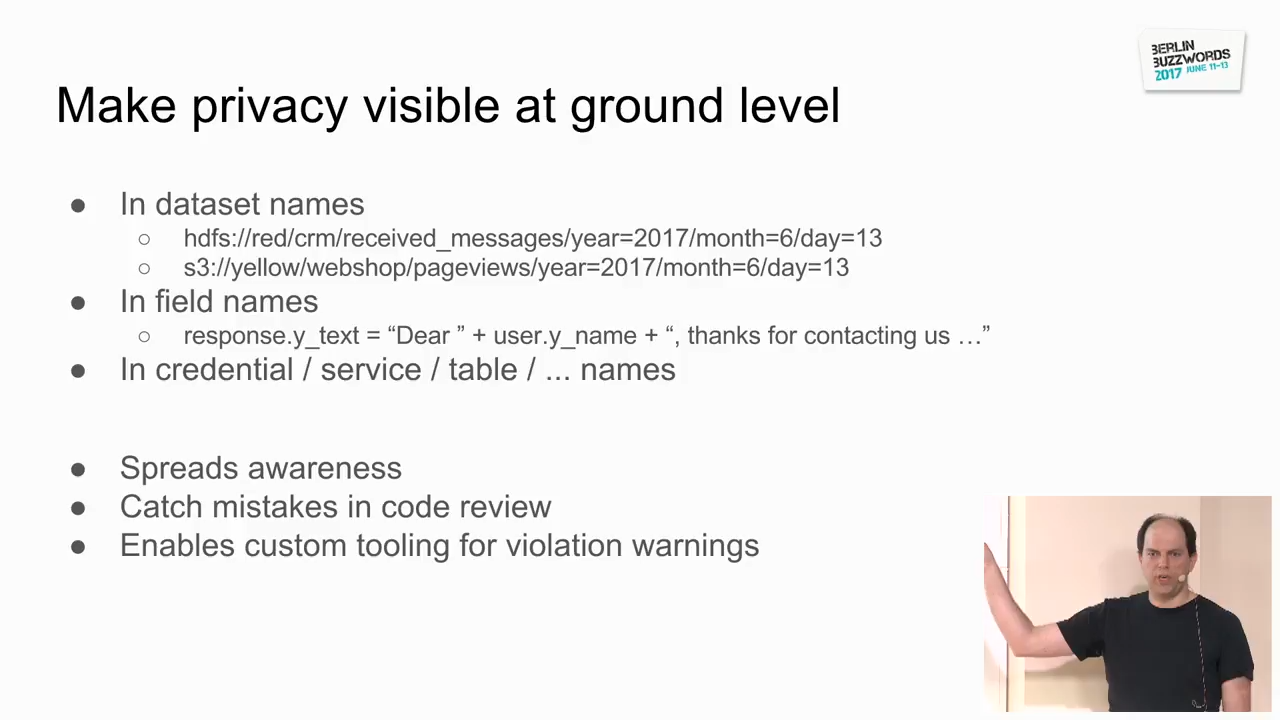 BERLIN
BUZZWORDS
2017 JUNE 11-13
Make privacy visible at ground level
● In dataset names
○ hdfs://red/crm/received_messages/year=2017/month=6/day=13
○ s3://yellow/webshop/pageviews/year=2017/month=6/day=13
● In field names
○ response.y_text = “Dear ” + user.y_name + “, thanks for contacting us …”
● In credential / service / table / ... names
● Spreads awareness
● Catch mistakes in code review
● Enables custom tooling for violation warnings